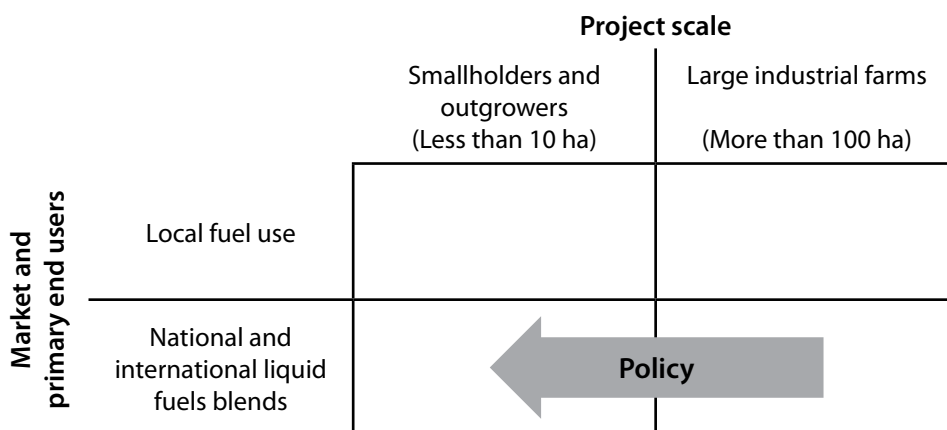 Project scale
Smallholders and
outgrowers
(Less than 10 ha)
Large industrial farms
(More than 100 ha)
Market and
primary end users
Local fuel use
National and
international liquid
fuels blends
Policy